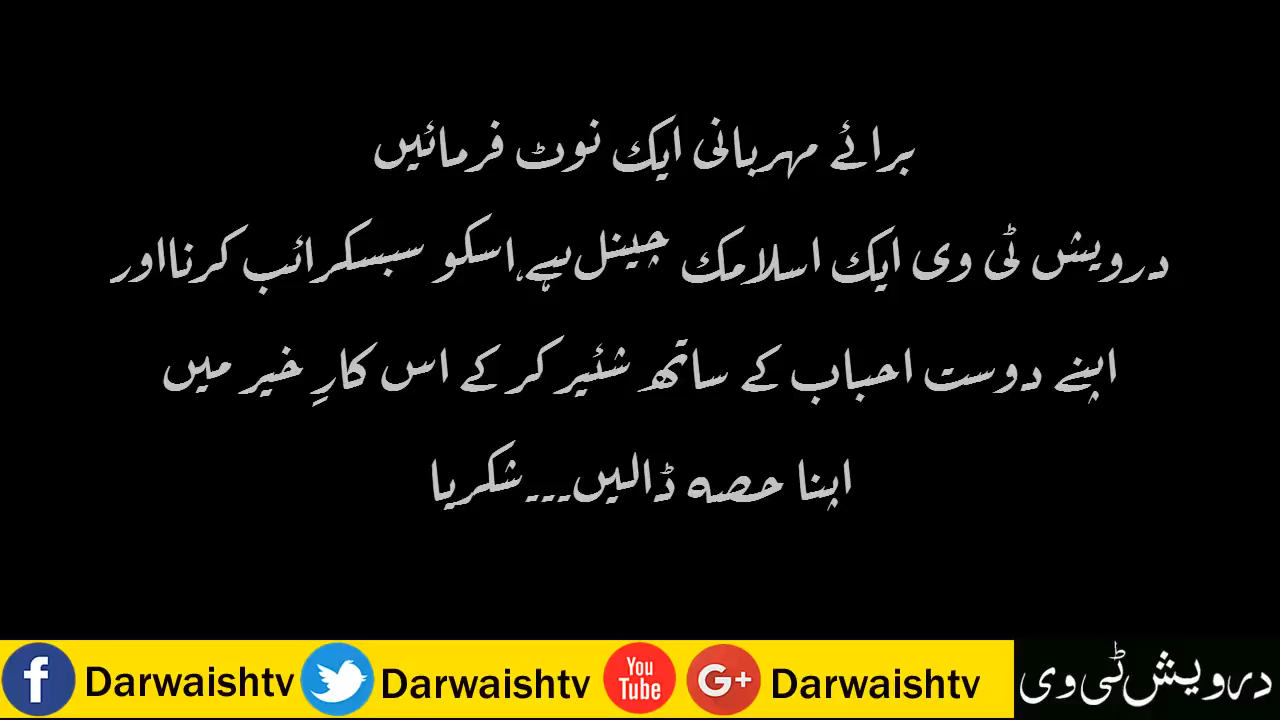 برائے مہربانی ایک نوٹ فرمائیں
درویش ٹی وی ایک اسلامک چینل ہے،اسکو سبسکرائب کرنااور
اپنے دوست احباب کے ساتھ شئیر کر کے اس کارِ خیر میں
اپنا حصہ ڈالیں۔۔۔شکریا
f Darwaishtv Darwaishtv You Tube G+ Darwaishtv درویش ٹی وی